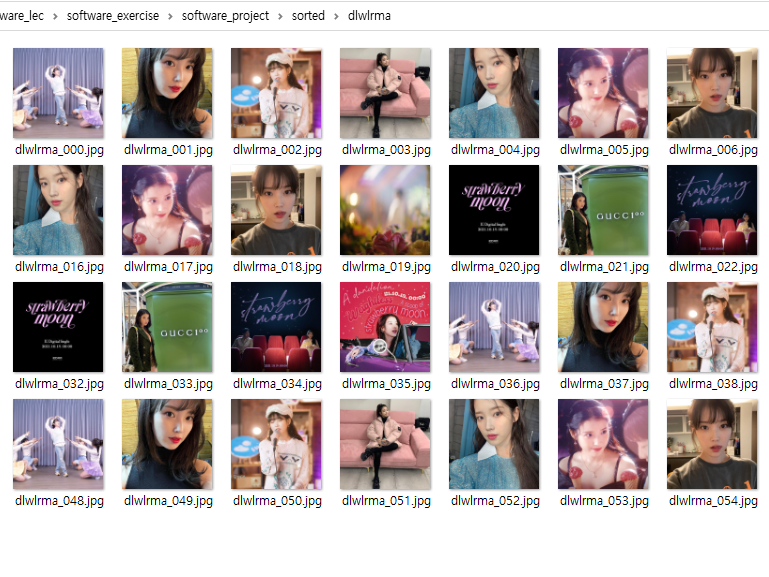 ware_lec > software_exercise > software_project > sorted > dlwlrma
dlwlrma_000.jpg dlwlrma_001.jpg dlwlrma_002.jpg dlwlrma_003.jpg dlwlrma_004.jpg dlwlrma_005.jpg dlwlrma_006.jpg
strawberry
moon
GUCCI
strawberry
moon
dlwlrma_016.jpg dlwlrma_017.jpg dlwlrma_018.jpg dlwlrma_019.jpg dlwlrma_020.jpg dlwlrma_021.jpg dlwlrma_022.jpg
strawberry
moon
GUCCI
strawberry
moon
A dandelion
strawberry moon
dlwlrma_032.jpg dlwlrma_033.jpg dlwlrma_034.jpg dlwlrma_035.jpg dlwlrma_036.jpg dlwlrma_037.jpg dlwlrma_038.jpg
dlwlrma_048.jpg dlwlrma_049.jpg dlwlrma_050.jpg dlwlrma_051.jpg dlwlrma_052.jpg dlwlrma_053.jpg dlwlrma_054.jpg